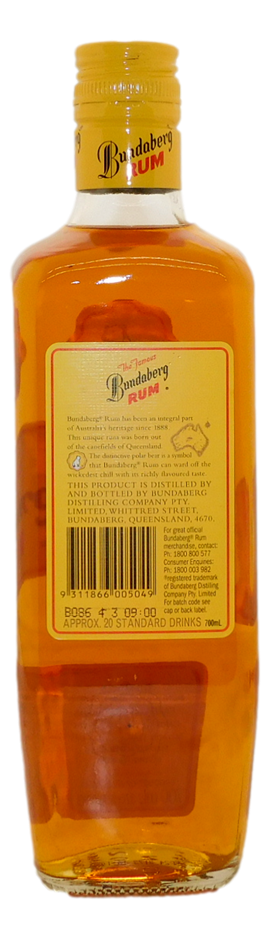 Bundaberg
RUM
The Famous
Bundaberg
RUM
Bundaberg® Rum has been an integral part
of Australia's heritage since 1888
This unique rum was born out
of the canefields of Queensland
The distinctive polar bear is a symbol
that Bundaberg® Rum can ward off the
wickedest chill with its richly flavoured taste.
THIS PRODUCT IS DISTILLED BY
AND BOTTLED BY BUNDABERG
DISTILLING COMPANY PTY.
LIMITED, WHITTRED STREET,
BUNDABERG, QUEENSLAND, 4670.
For great official
Bundaberg® Rum
merchandise, contact:
Ph: 1800 800 577
Consumer Enquires:
Ph: 1800 003 982
®registered trademark
of Bundaberg Distilling
Company Pty. Limited
For batch code see
cap or back label.
9 311866 005049
B086 4 3 09:00
APPROX. 20 STANDARD DRINKS 700mL